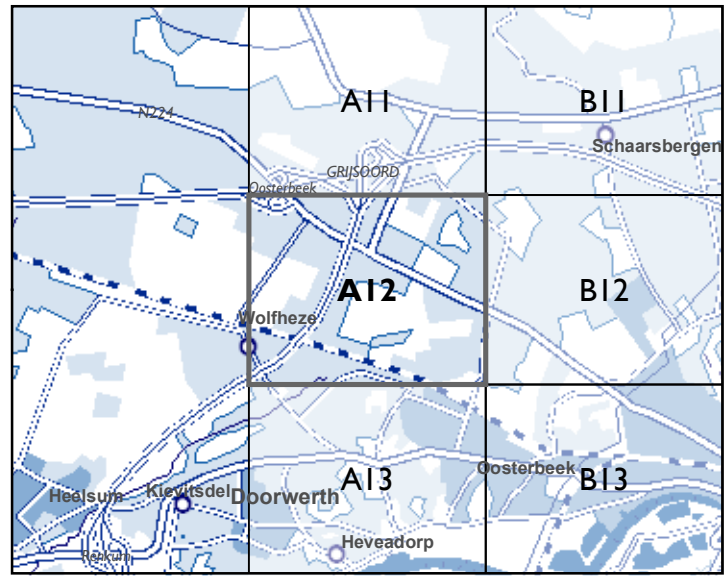 A11
B11
N224
Schaarsbergen
GRIJSOORD
Oosterbeek
A12
B12
Wolfheze
Oosterbeek
A13
B13
Heelsum
Kievitsdel
Doorwerth
Heveadorp
Renkum